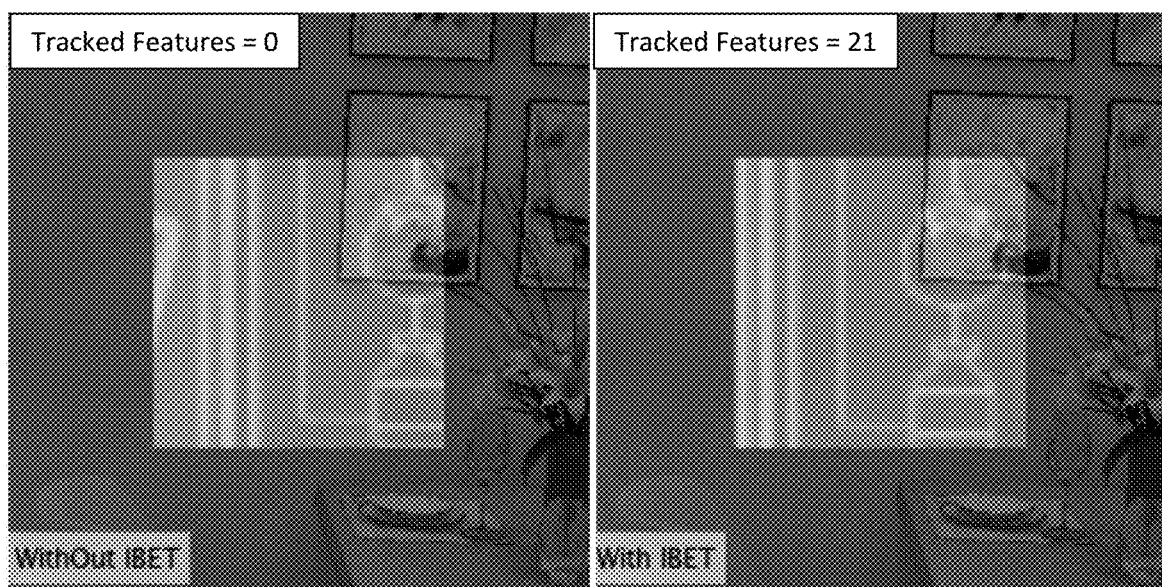 Tracked Features = 0
Tracked Features = 21
WithOut IBET
With IBET